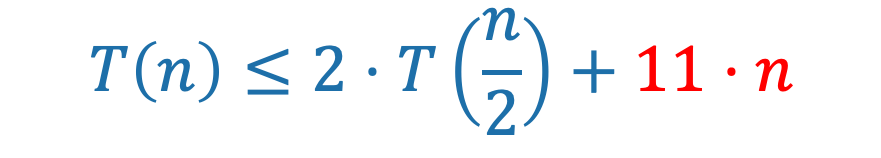 T(n) ≤ 2 · T(n/2) + 11 · n